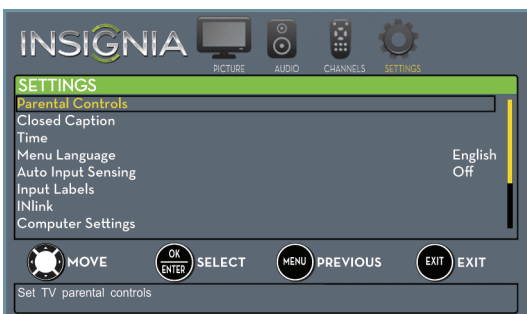 INSIGNIA
PICTURE AUDIO CHANNELS SETTINGS
SETTINGS
Parental Controls
Closed Caption
Time
Menu Language English
Auto Input Sensing Off
Input Labels
INlink
Computer Settings
MOVE OK ENTER SELECT MENU PREVIOUS EXIT EXIT
Set TV parental controls